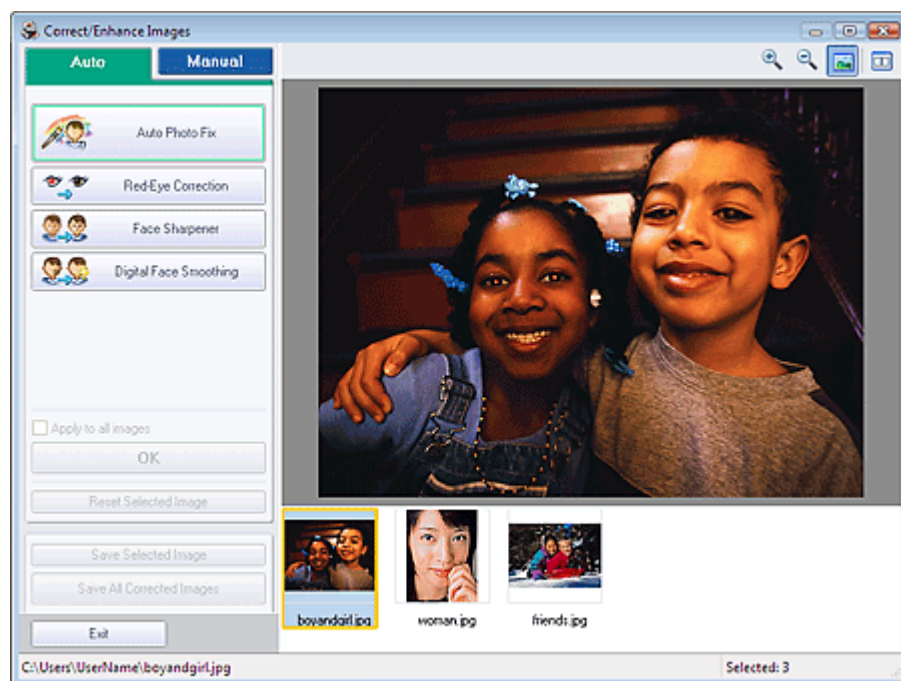 Correct/Enhance Images
Auto Manual
Auto Photo Fix
Red-Eye Correction
Face Sharpener
Digital Face Smoothing
Apply to all images
OK
Reset Selected Image
Save Selected Image
Save All Corrected Images
Exit
boyandgirl.jpg woman.jpg friends.jpg
C:\Users\UserName\boyandgirl.jpg Selected: 3